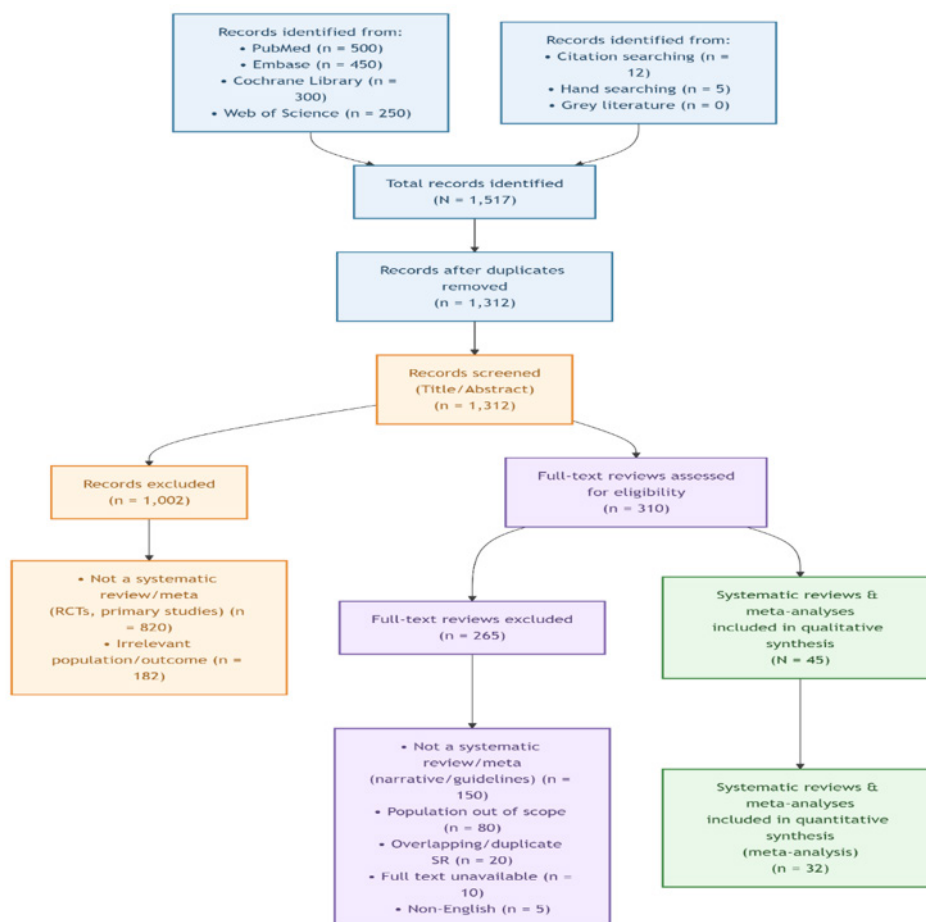 Records identified from:
• PubMed (n = 500)
• Embase (n = 450)
• Cochrane Library (n =
300)
• Web of Science (n = 250)
Records identified from:
• Citation searching (n =
12)
• Hand searching (n = 5)
• Grey literature (n = 0)
Total records identified
(N = 1,517)
Records after duplicates
removed
(n = 1,312)
Records screened
(Title/Abstract)
(n = 1,312)
Records excluded
(n = 1,002)
Full-text reviews assessed
for eligibility
(n = 310)
• Not a systematic
review/meta
(RCTs, primary studies) (n
= 820)
• Irrelevant
population/outcome (n =
182)
Full-text reviews excluded
(n = 265)
Systematic reviews &
meta-analyses
included in qualitative
synthesis
(N = 45)
• Not a systematic
review/meta
(narrative/guidelines) (n =
150)
• Population out of scope
(n = 80)
• Overlapping/duplicate
SR (n = 20)
• Full text unavailable (n =
10)
• Non-English (n = 5)
Systematic reviews &
meta-analyses
included in quantitative
synthesis
(meta-analysis)
(n = 32)